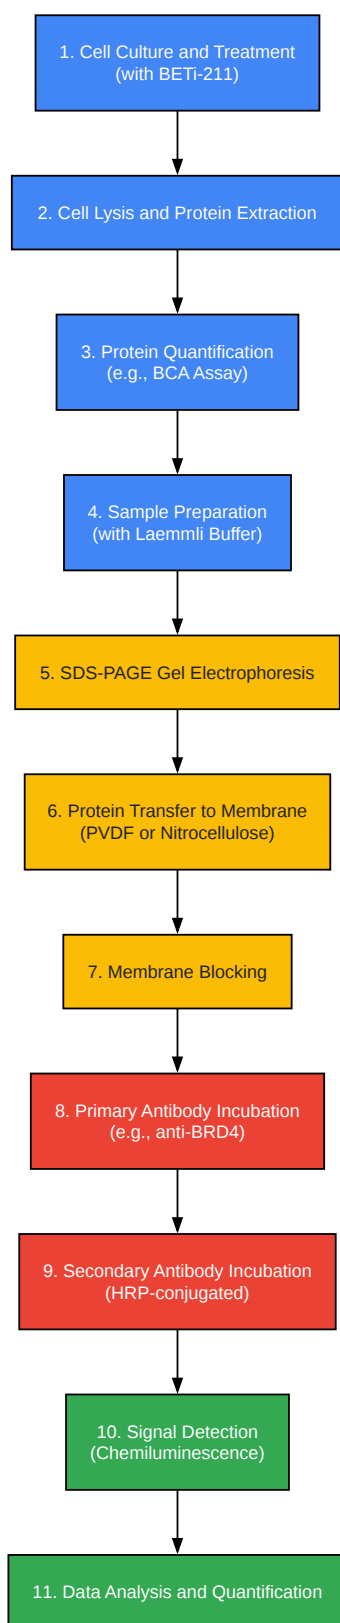 1. Cell Culture and Treatment
(with BETi-211)
2. Cell Lysis and Protein Extraction
3. Protein Quantification
(e.g., BCA Assay)
4. Sample Preparation
(with Laemmli Buffer)
5. SDS-PAGE Gel Electrophoresis
6. Protein Transfer to Membrane
(PVDF or Nitrocellulose)
7. Membrane Blocking
8. Primary Antibody Incubation
(e.g., anti-BRD4)
9. Secondary Antibody Incubation
(HRP-conjugated)
10. Signal Detection
(Chemiluminescence)
11. Data Analysis and Quantification